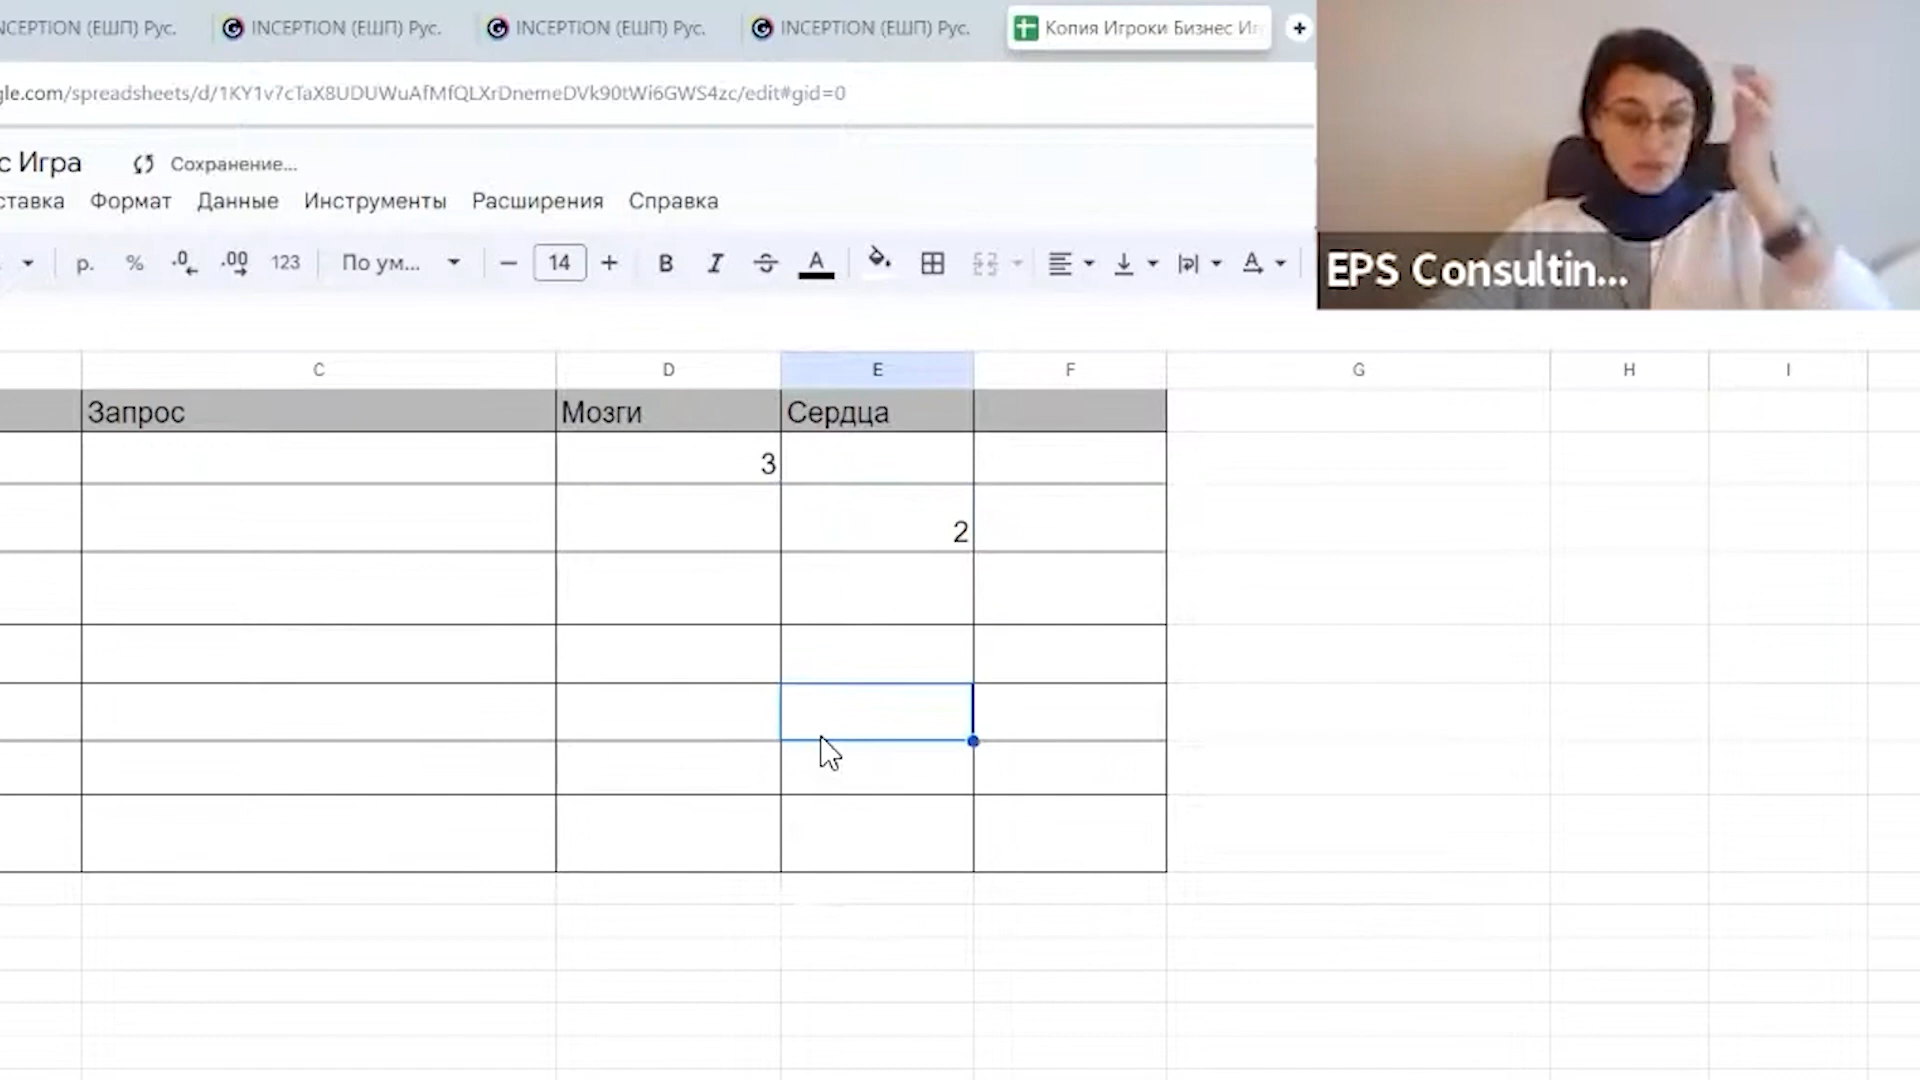 NCEPTION (ЕШП) Рус. INCEPTION (ЕШП) Рус. INCEPTION (ЕШП) Рус. INCEPTION (ЕШП) Рус. Копия Игроки Бизнес Иг
gle.com/spreadsheets/d/1KY1v7cTaX8UDUWuAfMfQLXrDnemeDVk90tWi6GWS4zc/edit#gid=0
с Игра Сохранение...
ставка Формат Данные Инструменты Расширения Справка
р. % .0 .00 123 По ум... 14 B I S A A
EPS Consultin...
C D E F G H I
Запрос Мозги Сердца
3
2